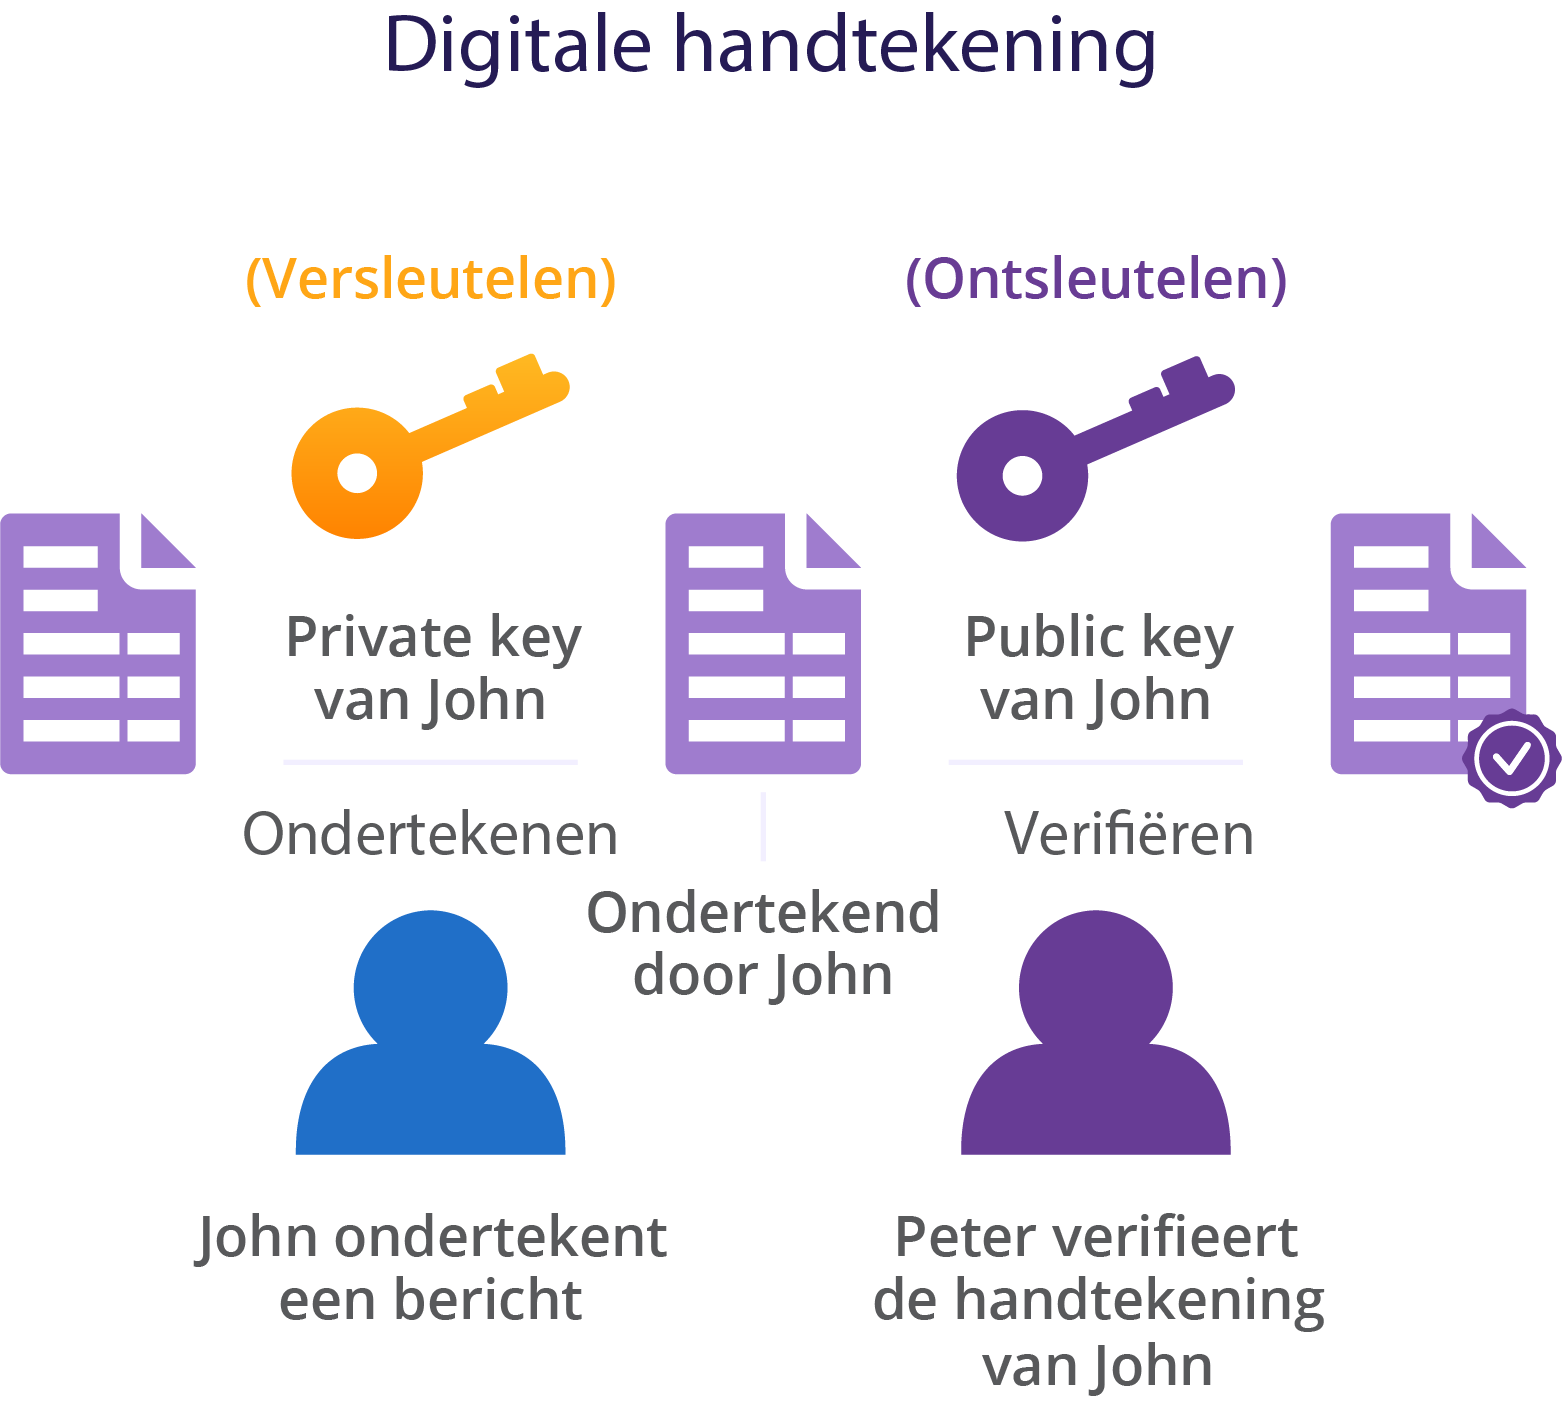 Digitale handtekening
(Versleutelen)
(Ontsleutelen)
Private key
van John
Public key
van John
Ondertekenen
Verifiëren
Ondertekend
door John
John ondertekent
een bericht
Peter verifieert
de handtekening
van John